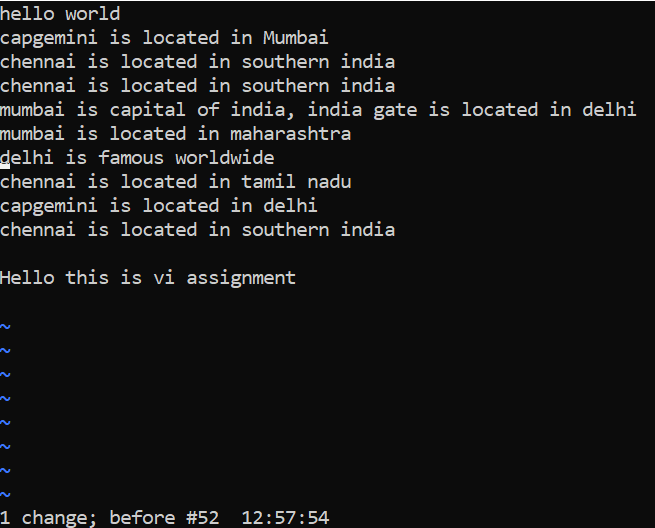 hello world
capgemini is located in Mumbai
chennai is located in southern india
chennai is located in southern india
mumbai is capital of india, india gate is located in delhi
mumbai is located in maharashtra
delhi is famous worldwide
chennai is located in tamil nadu
capgemini is located in delhi
chennai is located in southern india

Hello this is vi assignment

~
~
~
~
~
~
~
~
1 change; before #52  12:57:54